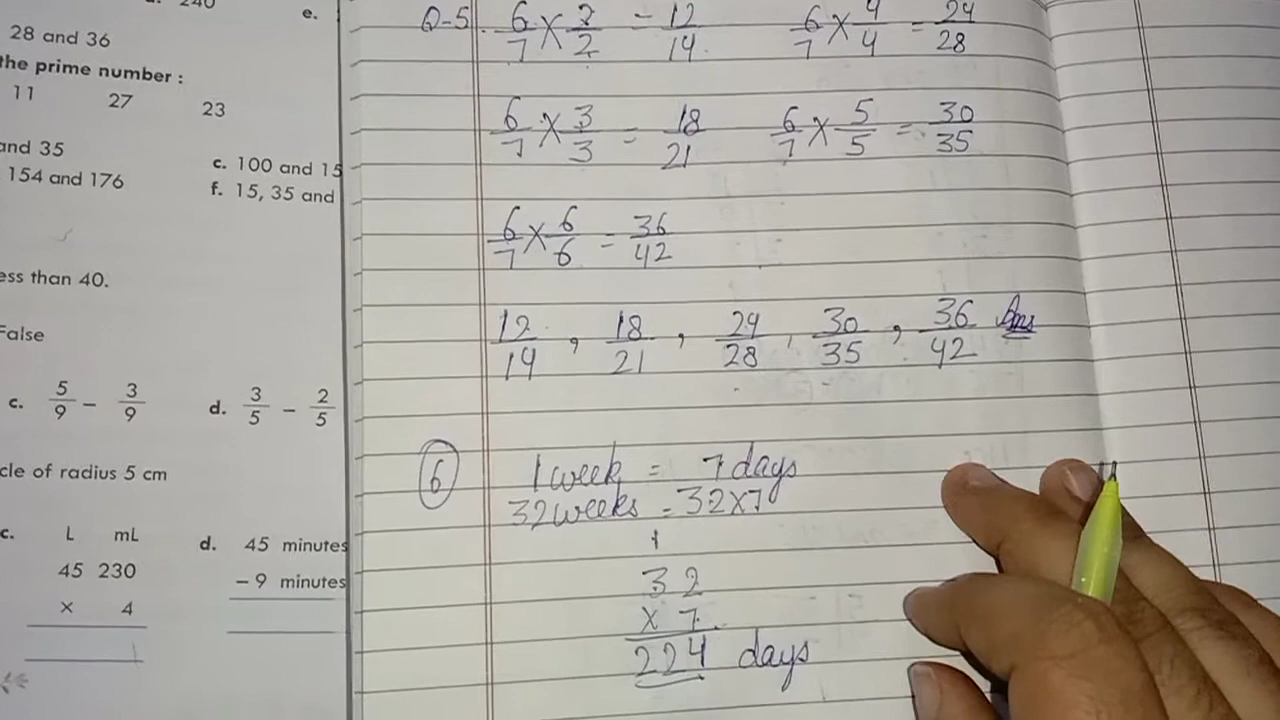 240
e.
28 and 36
the prime number :
11 27 23
and 35
c. 100 and 15
154 and 176
f. 15, 35 and
ess than 40.
False
c. 5/9 - 3/9 d. 3/5 - 2/5
cle of radius 5 cm
c. L mL
45 230
× 4
d. 45 minutes
- 9 minutes
Q-5. 6/7 × 2/2 = 12/14 6/7 × 4/4 = 24/28
6/7 × 3/3 = 18/21 6/7 × 5/5 = 30/35
6/7 × 6/6 = 36/42
12/14 , 18/21 , 24/28 , 30/35 , 36/42 Ans
6 1 week = 7 days
32 weeks = 32×7
1
32
× 7
224 days